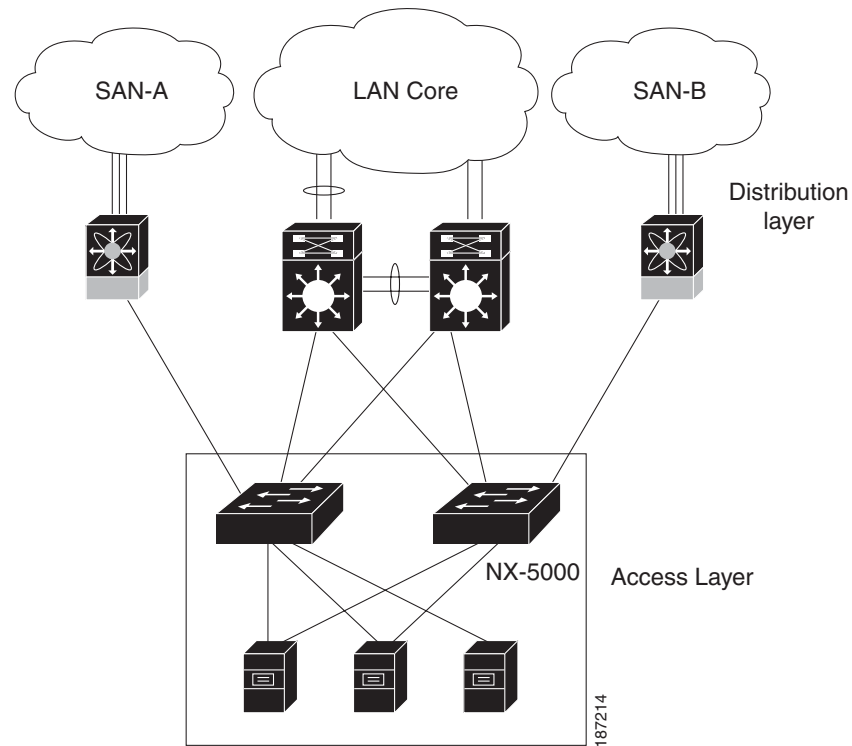 SAN-A
LAN Core
SAN-B
Distribution
layer
NX-5000
Access Layer
187214